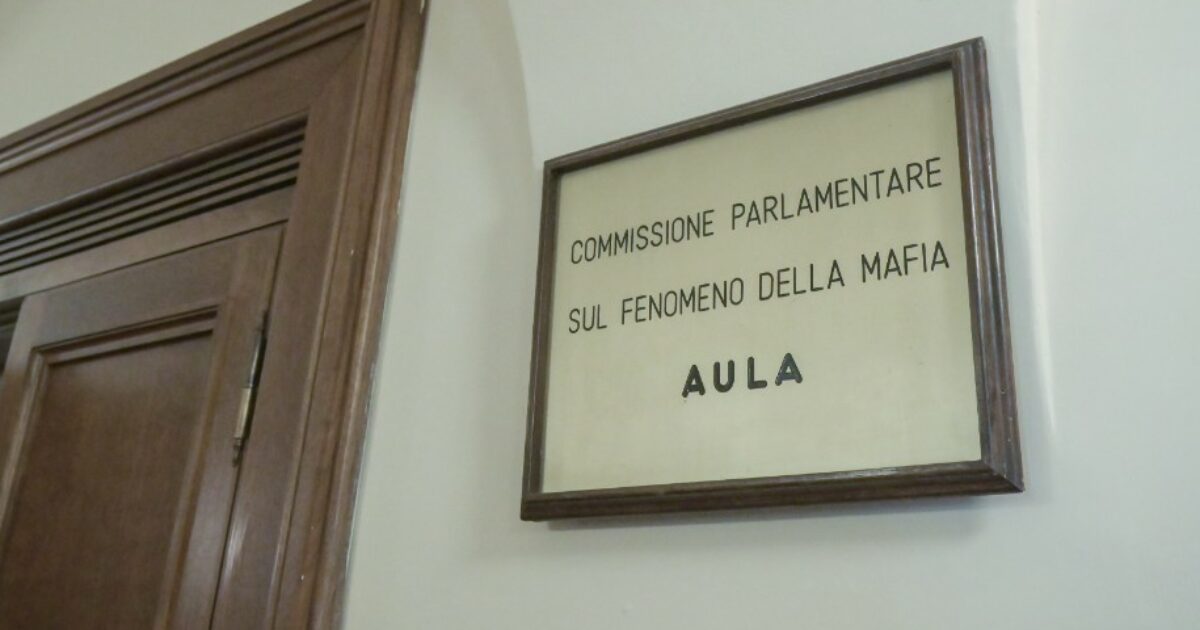 COMMISSIONE PARLAMENTARE
SUL FENOMENO DELLA MAFIA
AULA